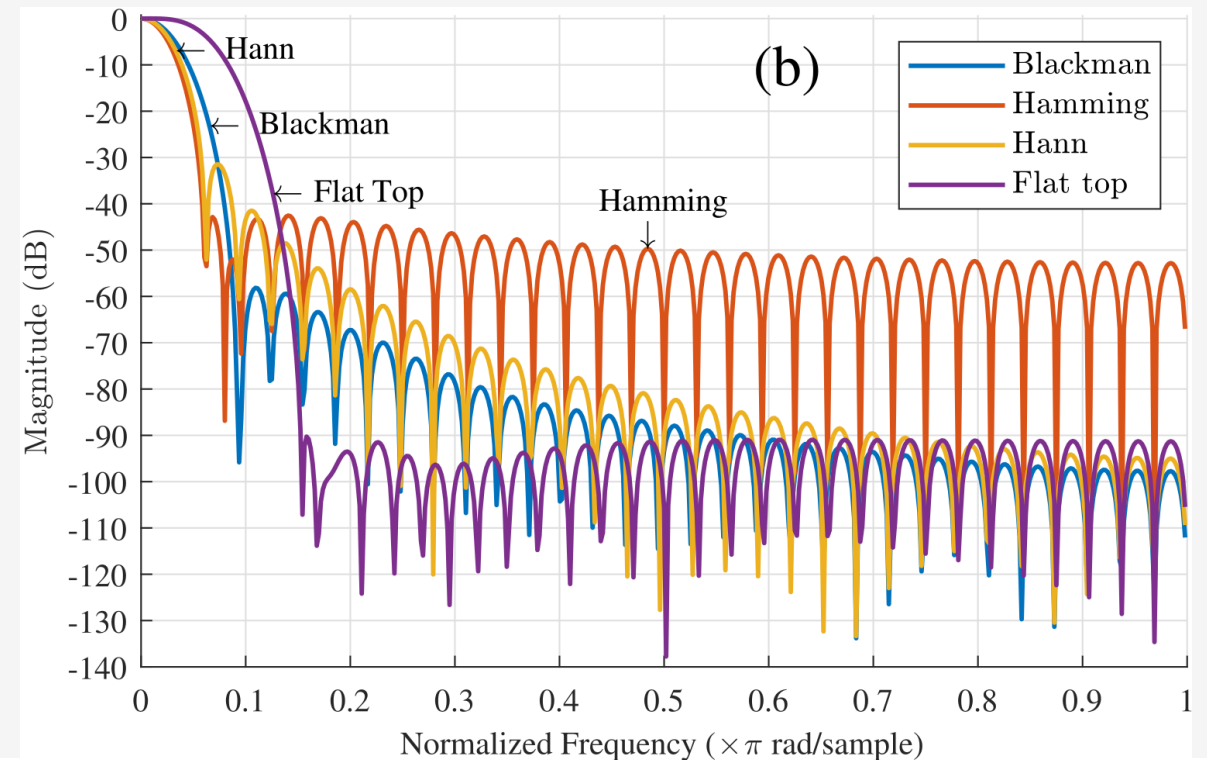 0
-10
-20
-30
-40
-50
-60
-70
-80
-90
-100
-110
-120
-130
-140
Magnitude (dB)
Hann
Blackman
Flat Top
Hamming
(b)
Blackman
Hamming
Hann
Flat top
0 0.1 0.2 0.3 0.4 0.5 0.6 0.7 0.8 0.9 1
Normalized Frequency (×π rad/sample)